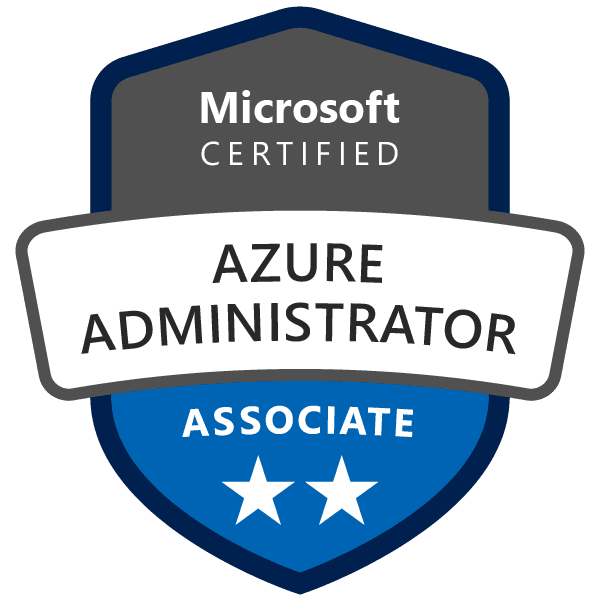 Microsoft
CERTIFIED
AZURE
ADMINISTRATOR
ASSOCIATE